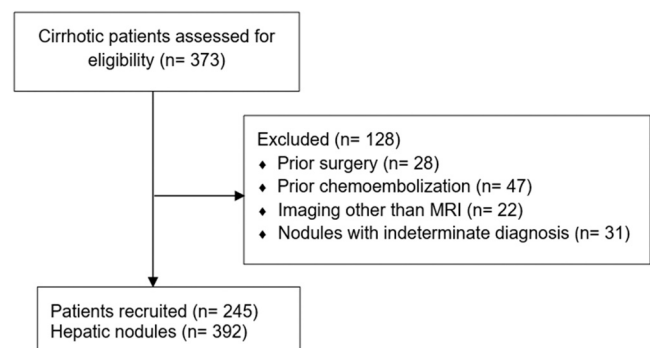 Cirrhotic patients assessed for
eligibility (n= 373)
Excluded (n= 128)
♦ Prior surgery (n= 28)
♦ Prior chemoembolization (n= 47)
♦ Imaging other than MRI (n= 22)
♦ Nodules with indeterminate diagnosis (n= 31)
Patients recruited (n= 245)
Hepatic nodules (n= 392)